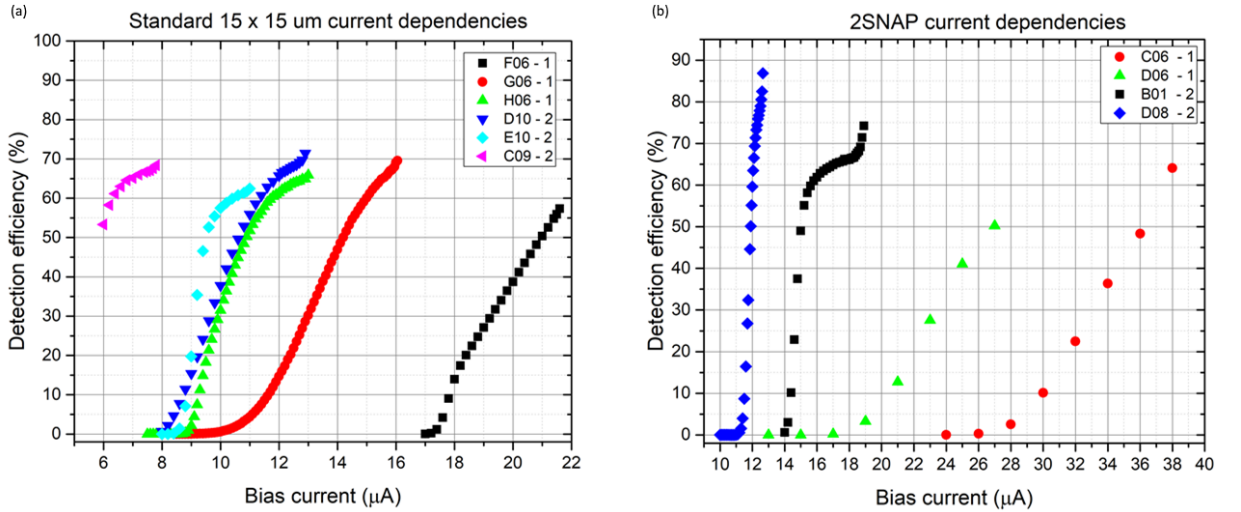 (a)
Standard 15 x 15 um current dependencies
100
90
80
70
60
50
40
30
20
10
0
Detection efficiency (%)
F06 - 1
G06 - 1
H06 - 1
D10 - 2
E10 - 2
C09 - 2
6 8 10 12 14 16 18 20 22
Bias current (μA)
(b)
2SNAP current dependencies
90
80
70
60
50
40
30
20
10
0
Detection efficiency (%)
C06 - 1
D06 - 1
B01 - 2
D08 - 2
10 12 14 16 18 20 22 24 26 28 30 32 34 36 38 40
Bias current (μA)